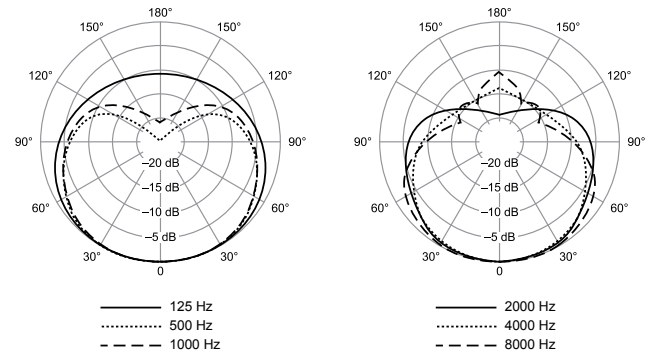 180°
150° 150°
120° 120°
90° 90°
–20 dB
–15 dB
60° 60°
–10 dB
–5 dB
30° 30°
0
125 Hz
500 Hz
1000 Hz
180°
150° 150°
120° 120°
90° 90°
–20 dB
–15 dB
60° 60°
–10 dB
–5 dB
30° 30°
0
2000 Hz
4000 Hz
8000 Hz